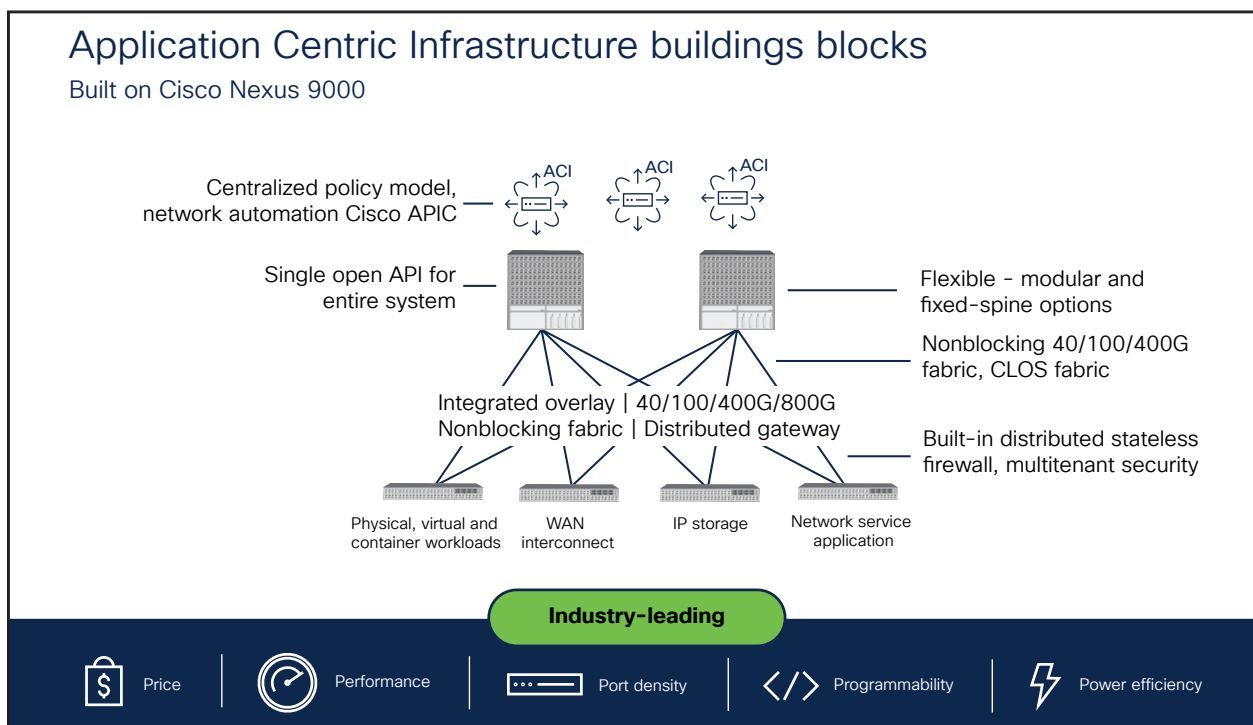 Application Centric Infrastructure buildings blocks
Built on Cisco Nexus 9000
ACI
ACI
ACI
Centralized policy model,
network automation Cisco APIC
Single open API for
entire system
Flexible - modular and
fixed-spine options
Nonblocking 40/100/400G
fabric, CLOS fabric
Integrated overlay | 40/100/400G/800G
Nonblocking fabric | Distributed gateway
Built-in distributed stateless
firewall, multitenant security
Physical, virtual and
container workloads
WAN
interconnect
IP storage
Network service
application
Industry-leading
$
Price
Performance
Port density
</>
Programmability
Power efficiency